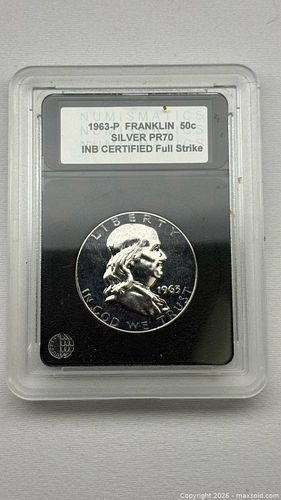 NUMISMATICS
1963-P FRANKLIN 50c
SILVER PR70
INB CERTIFIED Full Strike
LIBERTY
1963
IN GOD WE TRUST
Copyright 2026 - maxsold.com